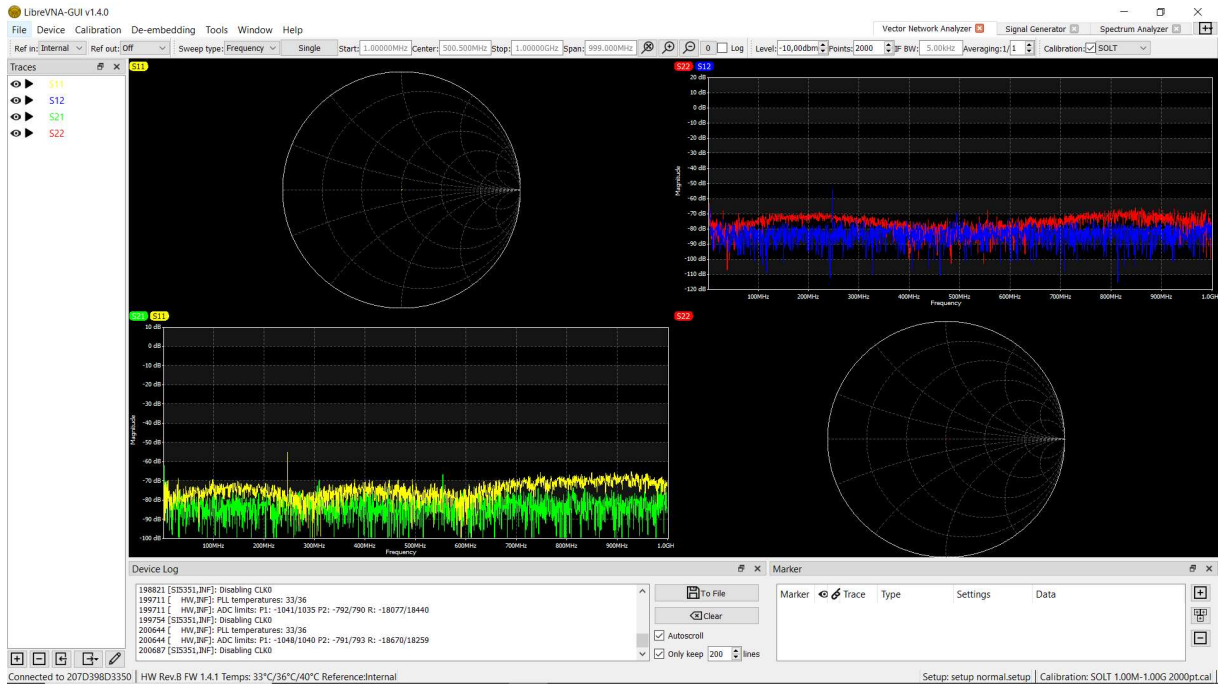 LibreVNA-GUI v1.4.0
File Device Calibration De-embedding Tools Window Help
Vector Network Analyzer Signal Generator Spectrum Analyzer
Ref in: Internal Ref out: Off Sweep type: Frequency Single Start: 1.00000MHz Center: 500.500MHz Stop: 1.00000GHz Span: 999.000MHz 0 Log Level: -10,00dbm Points: 2000 IF BW: 5.00kHz Averaging: 1/ 1 Calibration: SOLT
Traces
S11
S12
S21
S22
S11
S22 S12
20 dB
10 dB
0 dB
-10 dB
-20 dB
-30 dB
-40 dB
-50 dB
-60 dB
-70 dB
-80 dB
-90 dB
-100 dB
-110 dB
-120 dB
Magnitude
100MHz 200MHz 300MHz 400MHz 500MHz 600MHz 700MHz 800MHz 900MHz 1.0GH
Frequency
S21 S11
10 dB
0 dB
-10 dB
-20 dB
-30 dB
-40 dB
-50 dB
-60 dB
-70 dB
-80 dB
-90 dB
-100 dB
Magnitude
100MHz 200MHz 300MHz 400MHz 500MHz 600MHz 700MHz 800MHz 900MHz 1.0GH
Frequency
S22
Device Log
198821 [SI5351,INF]: Disabling CLK0
199711 [ HW,INF]: PLL temperatures: 33/36
199711 [ HW,INF]: ADC limits: P1: -1041/1035 P2: -792/790 R: -18077/18440
199754 [SI5351,INF]: Disabling CLK0
200644 [ HW,INF]: PLL temperatures: 33/36
200644 [ HW,INF]: ADC limits: P1: -1048/1040 P2: -791/793 R: -18670/18259
200687 [SI5351,INF]: Disabling CLK0
To File
Clear
Autoscroll
Only keep 200 lines
Marker
Marker Trace Type Settings Data
Connected to 207D398D3350 HW Rev.B FW 1.4.1 Temps: 33°C/36°C/40°C Reference:Internal
Setup: setup normal.setup Calibration: SOLT 1.00M-1.00G 2000pt.cal